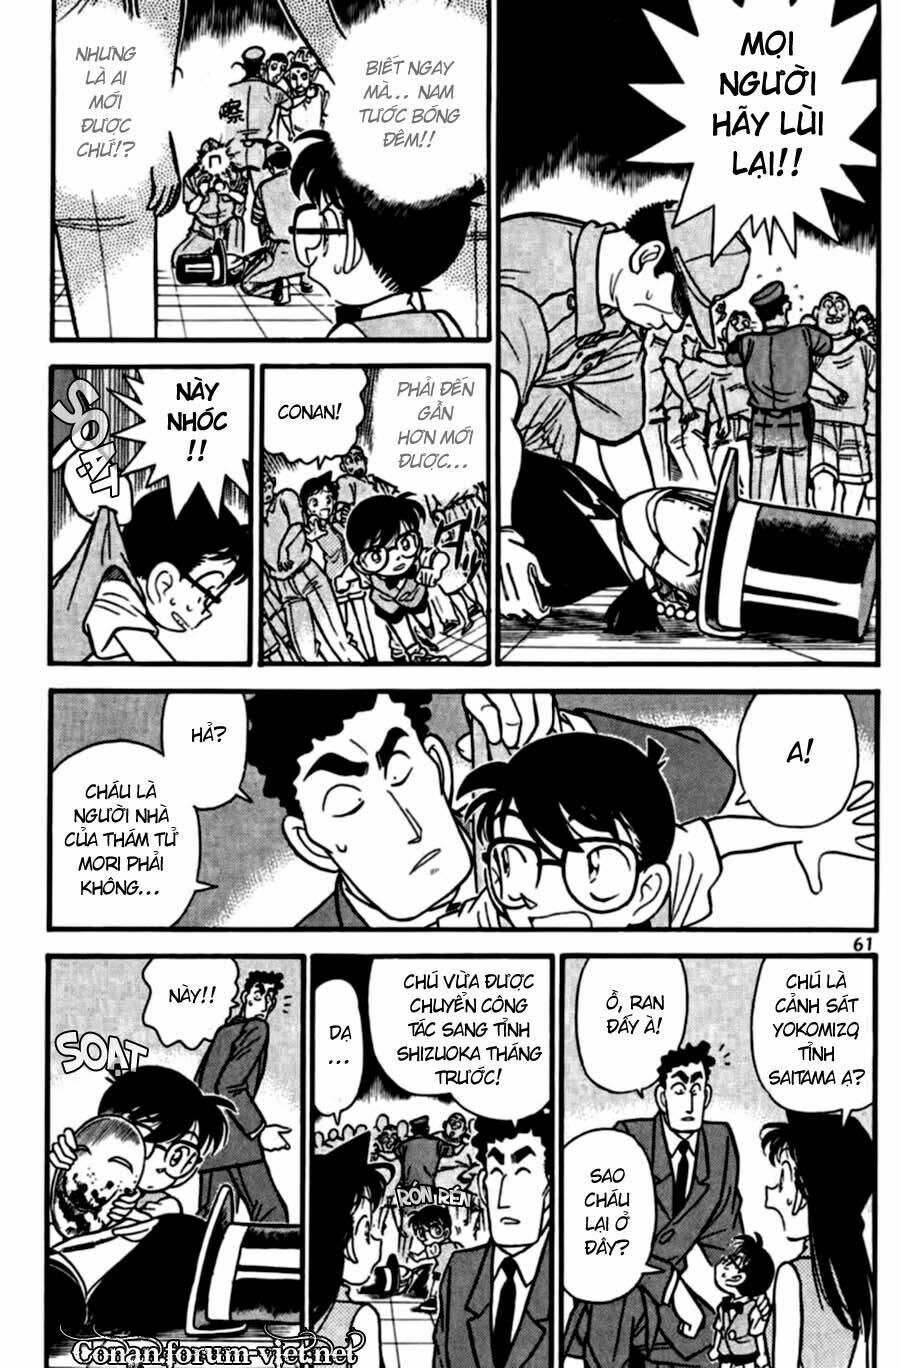 MỌI
NGƯỜI
HÃY LÙI
LẠI!!
BIẾT NGAY
MÀ... NAM
TƯỚC BÓNG
ĐÊM!!
NHƯNG
LÀ AI
MỚI
ĐƯỢC
CHỨ!?
察
PHẢI ĐẾN
GẦN
HƠN MỚI
ĐƯỢC...
CONAN!
NÀY
NHÓC
!!
SOẠT
A!
HẢ?
CHÁU LÀ
NGƯỜI NHÀ
CỦA THÁM TỬ
MORI PHẢI
KHÔNG...
61
CHÚ LÀ
CẢNH SÁT
YOKOMIZO
TỈNH
SAITAMA Ạ?
Ồ, RAN
ĐẤY À!
SAO
CHÁU
LẠI Ở
ĐÂY?
CHÚ VỪA ĐƯỢC
CHUYỂN CÔNG
TÁC SANG TỈNH
SHIZUOKA THÁNG
TRƯỚC!
DẠ
...
RÓN RÉN
NÀY!!
SOẠT
Conan.forum-viet.net